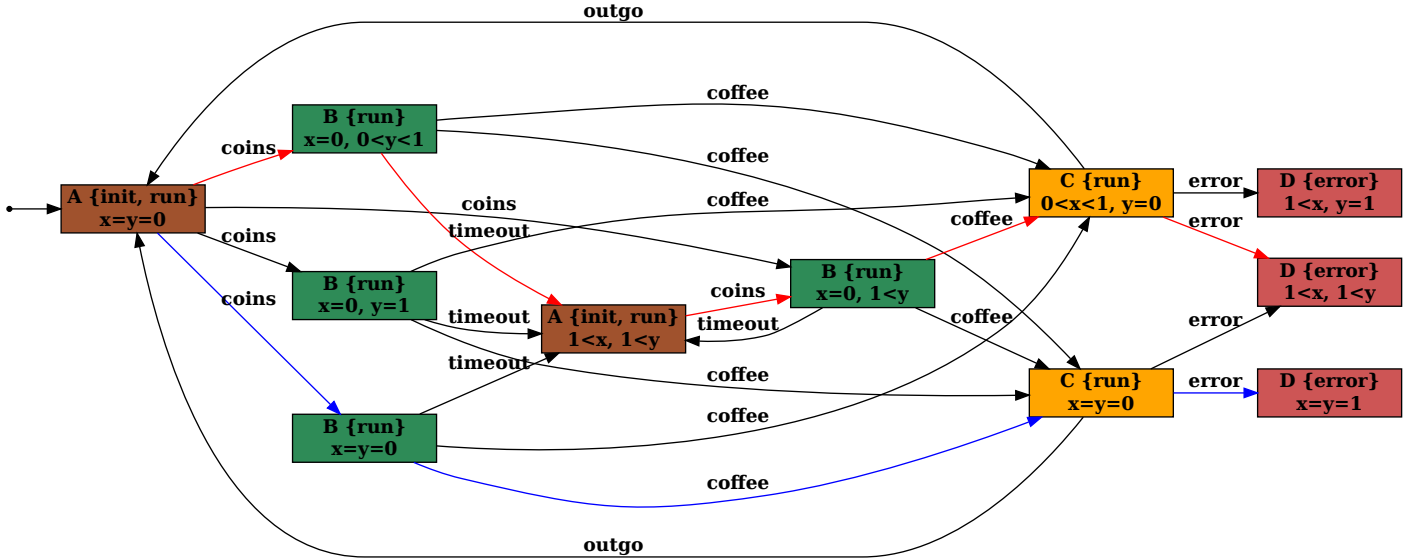 outgo
coffee
B {run}
x=0, 0<y<1
coins
coffee
A {init, run}
x=y=0
coins
coffee
timeout
coins
C {run}
0<x<1, y=0
error
D {error}
1<x, y=1
coffee
error
coins
B {run}
x=0, y=1
timeout
A {init, run}
1<x, 1<y
coins
timeout
B {run}
x=0, 1<y
coffee
D {error}
1<x, 1<y
error
timeout
coffee
C {run}
x=y=0
error
D {error}
x=y=1
B {run}
x=y=0
coffee
coffee
outgo